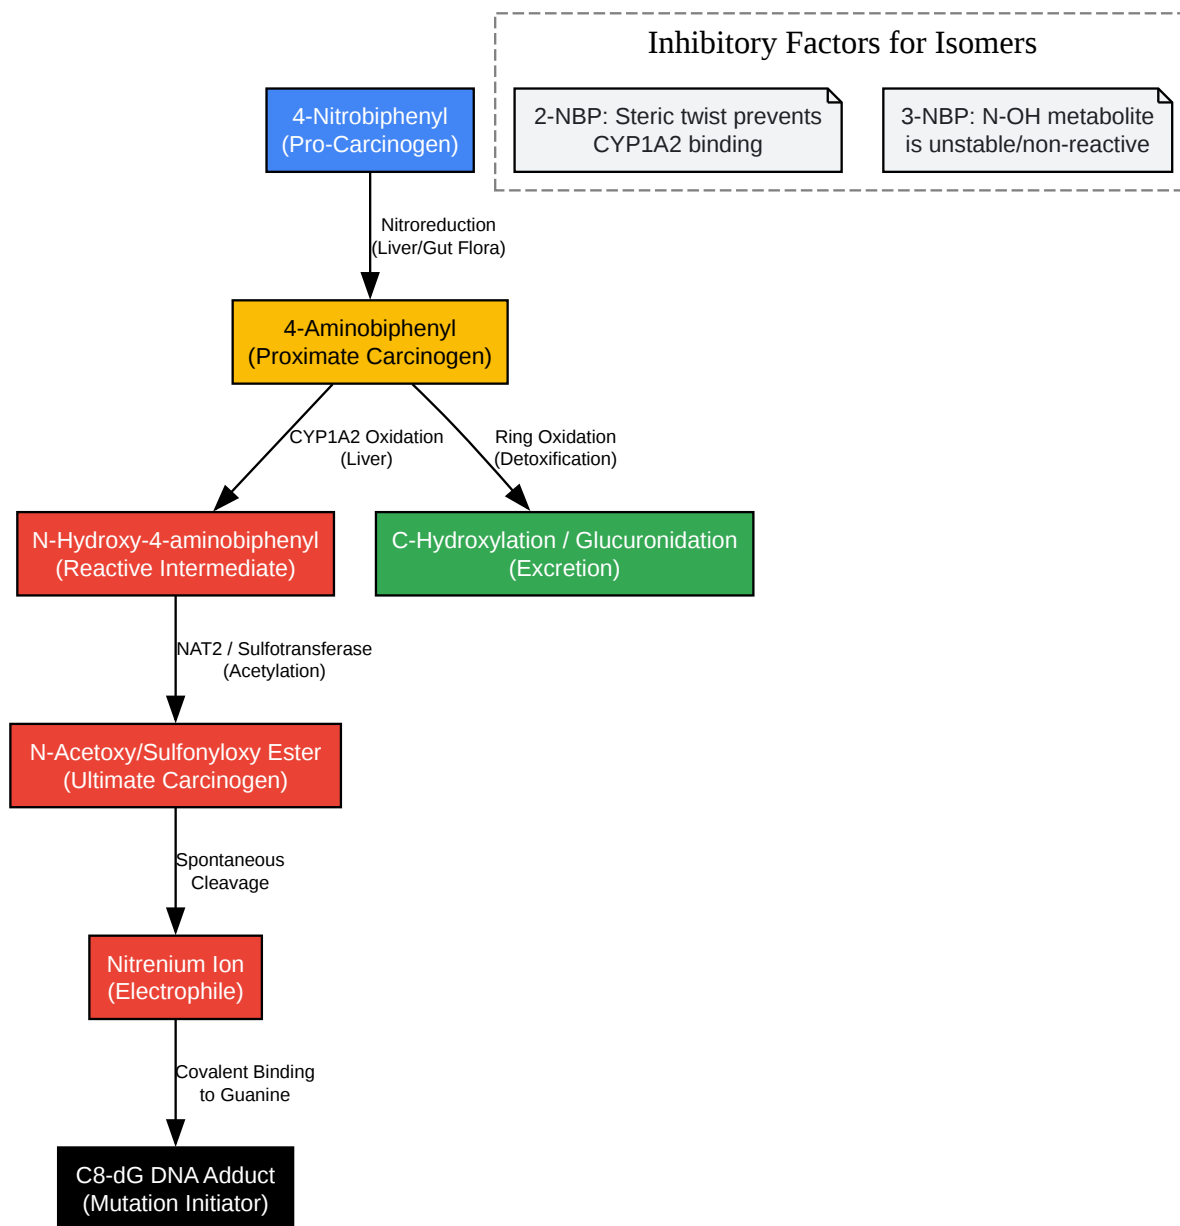 Inhibitory Factors for Isomers
4-Nitrobiphenyl
(Pro-Carcinogen)
2-NBP: Steric twist prevents
CYP1A2 binding
3-NBP: N-OH metabolite
is unstable/non-reactive
Nitroreduction
(Liver/Gut Flora)
4-Aminobiphenyl
(Proximate Carcinogen)
CYP1A2 Oxidation
(Liver)
Ring Oxidation
(Detoxification)
N-Hydroxy-4-aminobiphenyl
(Reactive Intermediate)
C-Hydroxylation / Glucuronidation
(Excretion)
NAT2 / Sulfotransferase
(Acetylation)
N-Acetoxy/Sulfonyloxy Ester
(Ultimate Carcinogen)
Spontaneous
Cleavage
Nitrenium Ion
(Electrophile)
Covalent Binding
to Guanine
C8-dG DNA Adduct
(Mutation Initiator)